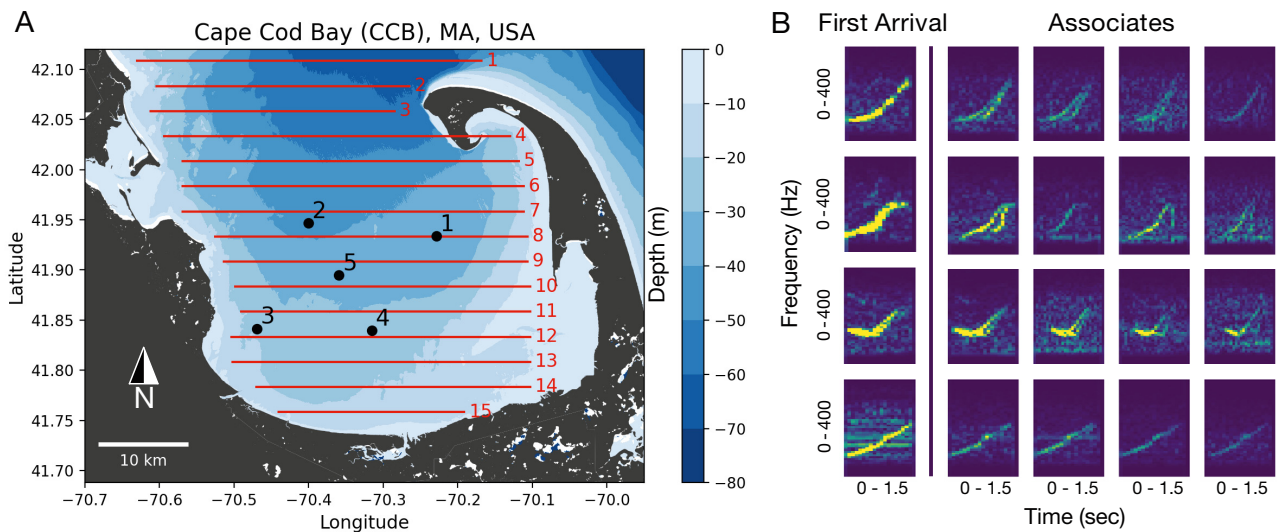 A
Cape Cod Bay (CCB), MA, USA
42.10
42.05
42.00
41.95
41.90
41.85
41.80
41.75
41.70
Latitude
1
2
3
4
5
6
7
8
9
10
11
12
13
14
15
2
1
5
3
4
N
10 km
−70.7 −70.6 −70.5 −70.4 −70.3 −70.2 −70.1 −70.0
Longitude
0
−10
−20
−30
−40
−50
−60
−70
−80
Depth (m)
B
First Arrival Associates
0 - 400
0 - 400
0 - 400
0 - 400
Frequency (Hz)
0 - 1.5 0 - 1.5 0 - 1.5 0 - 1.5 0 - 1.5
Time (sec)